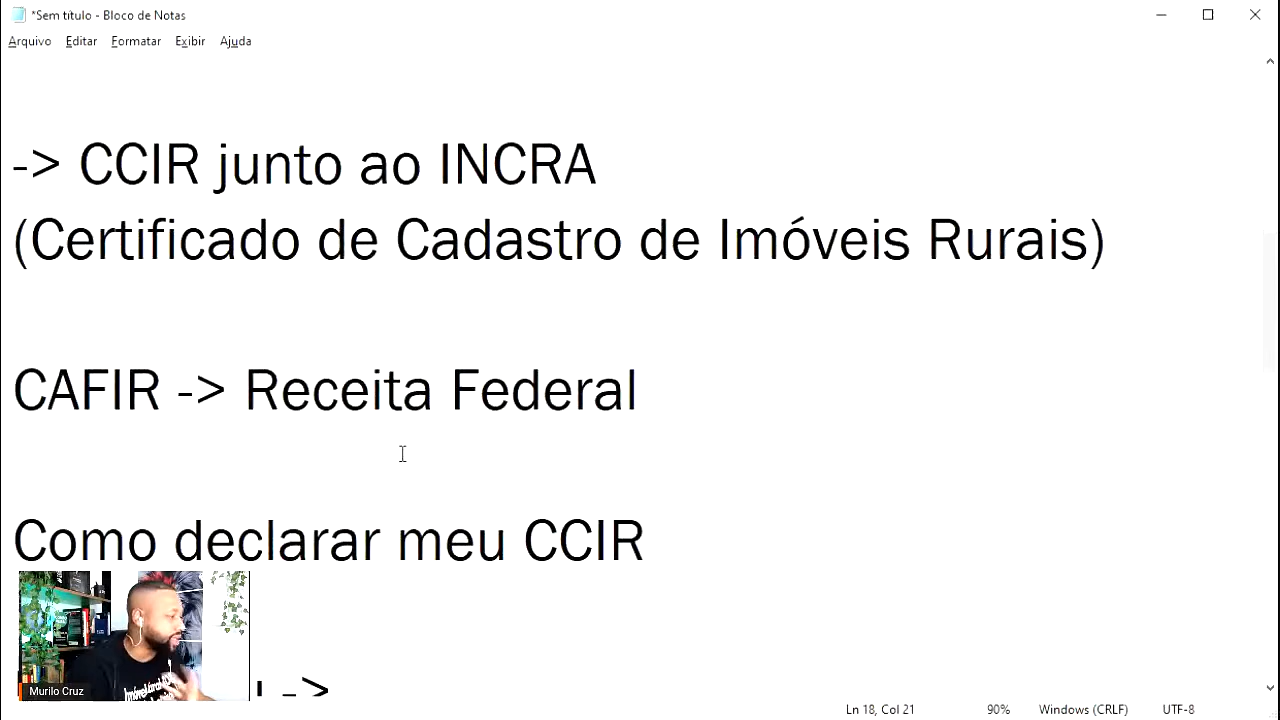 *Sem título - Bloco de Notas
Arquivo Editar Formatar Exibir Ajuda
-> CCIR junto ao INCRA
(Certificado de Cadastro de Imóveis Rurais)
CAFIR -> Receita Federal
Como declarar meu CCIR
->
Murilo Cruz
Ln 18, Col 21 90% Windows (CRLF) UTF-8